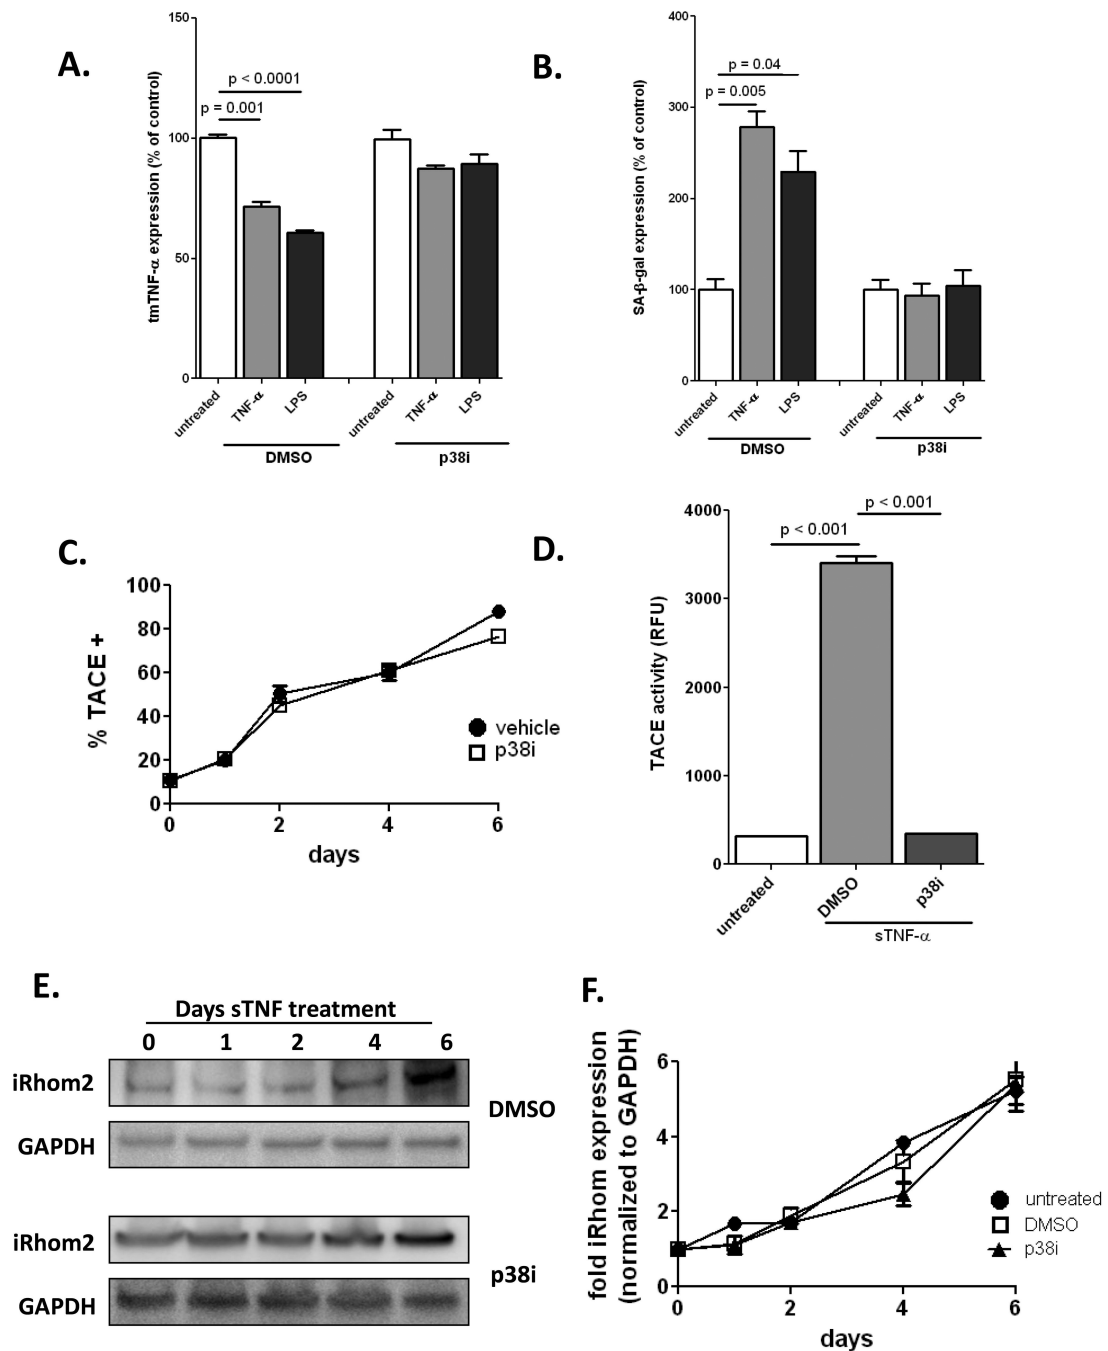 A.
tmTNF-α expression (% of control)
150
100
50
0
p < 0.0001
p = 0.001
untreated
TNF-α
LPS
untreated
TNF-α
LPS
DMSO
p38i
B.
SA-β-gal expression (% of control)
400
300
200
100
0
p = 0.04
p = 0.005
untreated
TNF-α
LPS
untreated
TNF-α
LPS
DMSO
p38i
C.
% TACE +
100
80
60
40
20
0
0 2 4 6
days
vehicle
p38i
D.
TACE activity (RFU)
4000
3000
2000
1000
0
p < 0.001
p < 0.001
untreated
DMSO
p38i
sTNF-α
E.
Days sTNF treatment
0 1 2 4 6
iRhom2
GAPDH
DMSO
iRhom2
GAPDH
p38i
F.
fold iRhom expression
(normalized to GAPDH)
6
4
2
0
0 2 4 6
days
untreated
DMSO
p38i